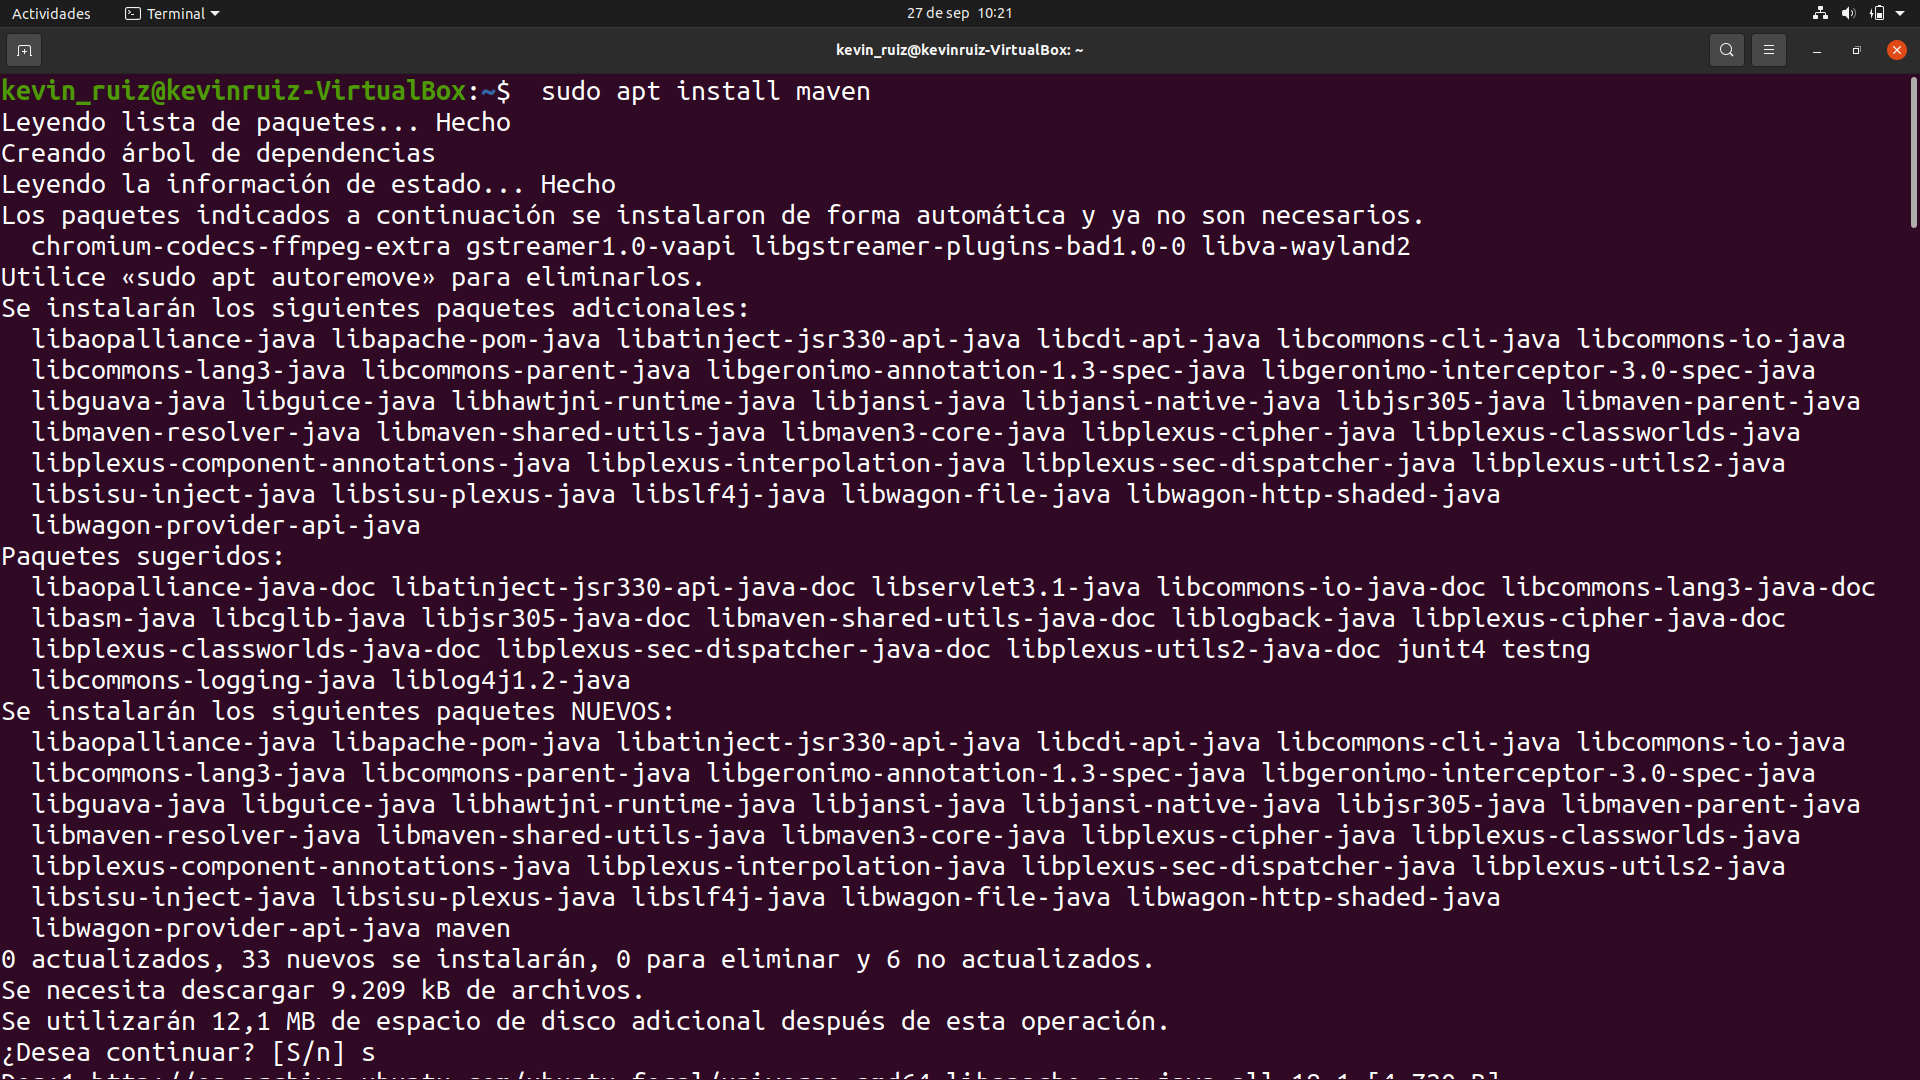 Actividades Terminal 27 de sep 10:21
kevin_ruiz@kevinruiz-VirtualBox: ~
kevin_ruiz@kevinruiz-VirtualBox:~$  sudo apt install maven
Leyendo lista de paquetes... Hecho
Creando árbol de dependencias
Leyendo la información de estado... Hecho
Los paquetes indicados a continuación se instalaron de forma automática y ya no son necesarios.
  chromium-codecs-ffmpeg-extra gstreamer1.0-vaapi libgstreamer-plugins-bad1.0-0 libva-wayland2
Utilice «sudo apt autoremove» para eliminarlos.
Se instalarán los siguientes paquetes adicionales:
  libaopalliance-java libapache-pom-java libatinject-jsr330-api-java libcdi-api-java libcommons-cli-java libcommons-io-java
  libcommons-lang3-java libcommons-parent-java libgeronimo-annotation-1.3-spec-java libgeronimo-interceptor-3.0-spec-java
  libguava-java libguice-java libhawtjni-runtime-java libjansi-java libjansi-native-java libjsr305-java libmaven-parent-java
  libmaven-resolver-java libmaven-shared-utils-java libmaven3-core-java libplexus-cipher-java libplexus-classworlds-java
  libplexus-component-annotations-java libplexus-interpolation-java libplexus-sec-dispatcher-java libplexus-utils2-java
  libsisu-inject-java libsisu-plexus-java libslf4j-java libwagon-file-java libwagon-http-shaded-java
  libwagon-provider-api-java
Paquetes sugeridos:
  libaopalliance-java-doc libatinject-jsr330-api-java-doc libservlet3.1-java libcommons-io-java-doc libcommons-lang3-java-doc
  libasm-java libcglib-java libjsr305-java-doc libmaven-shared-utils-java-doc liblogback-java libplexus-cipher-java-doc
  libplexus-classworlds-java-doc libplexus-sec-dispatcher-java-doc libplexus-utils2-java-doc junit4 testng
  libcommons-logging-java liblog4j1.2-java
Se instalarán los siguientes paquetes NUEVOS:
  libaopalliance-java libapache-pom-java libatinject-jsr330-api-java libcdi-api-java libcommons-cli-java libcommons-io-java
  libcommons-lang3-java libcommons-parent-java libgeronimo-annotation-1.3-spec-java libgeronimo-interceptor-3.0-spec-java
  libguava-java libguice-java libhawtjni-runtime-java libjansi-java libjansi-native-java libjsr305-java libmaven-parent-java
  libmaven-resolver-java libmaven-shared-utils-java libmaven3-core-java libplexus-cipher-java libplexus-classworlds-java
  libplexus-component-annotations-java libplexus-interpolation-java libplexus-sec-dispatcher-java libplexus-utils2-java
  libsisu-inject-java libsisu-plexus-java libslf4j-java libwagon-file-java libwagon-http-shaded-java
  libwagon-provider-api-java maven
0 actualizados, 33 nuevos se instalarán, 0 para eliminar y 6 no actualizados.
Se necesita descargar 9.209 kB de archivos.
Se utilizarán 12,1 MB de espacio de disco adicional después de esta operación.
¿Desea continuar? [S/n] s